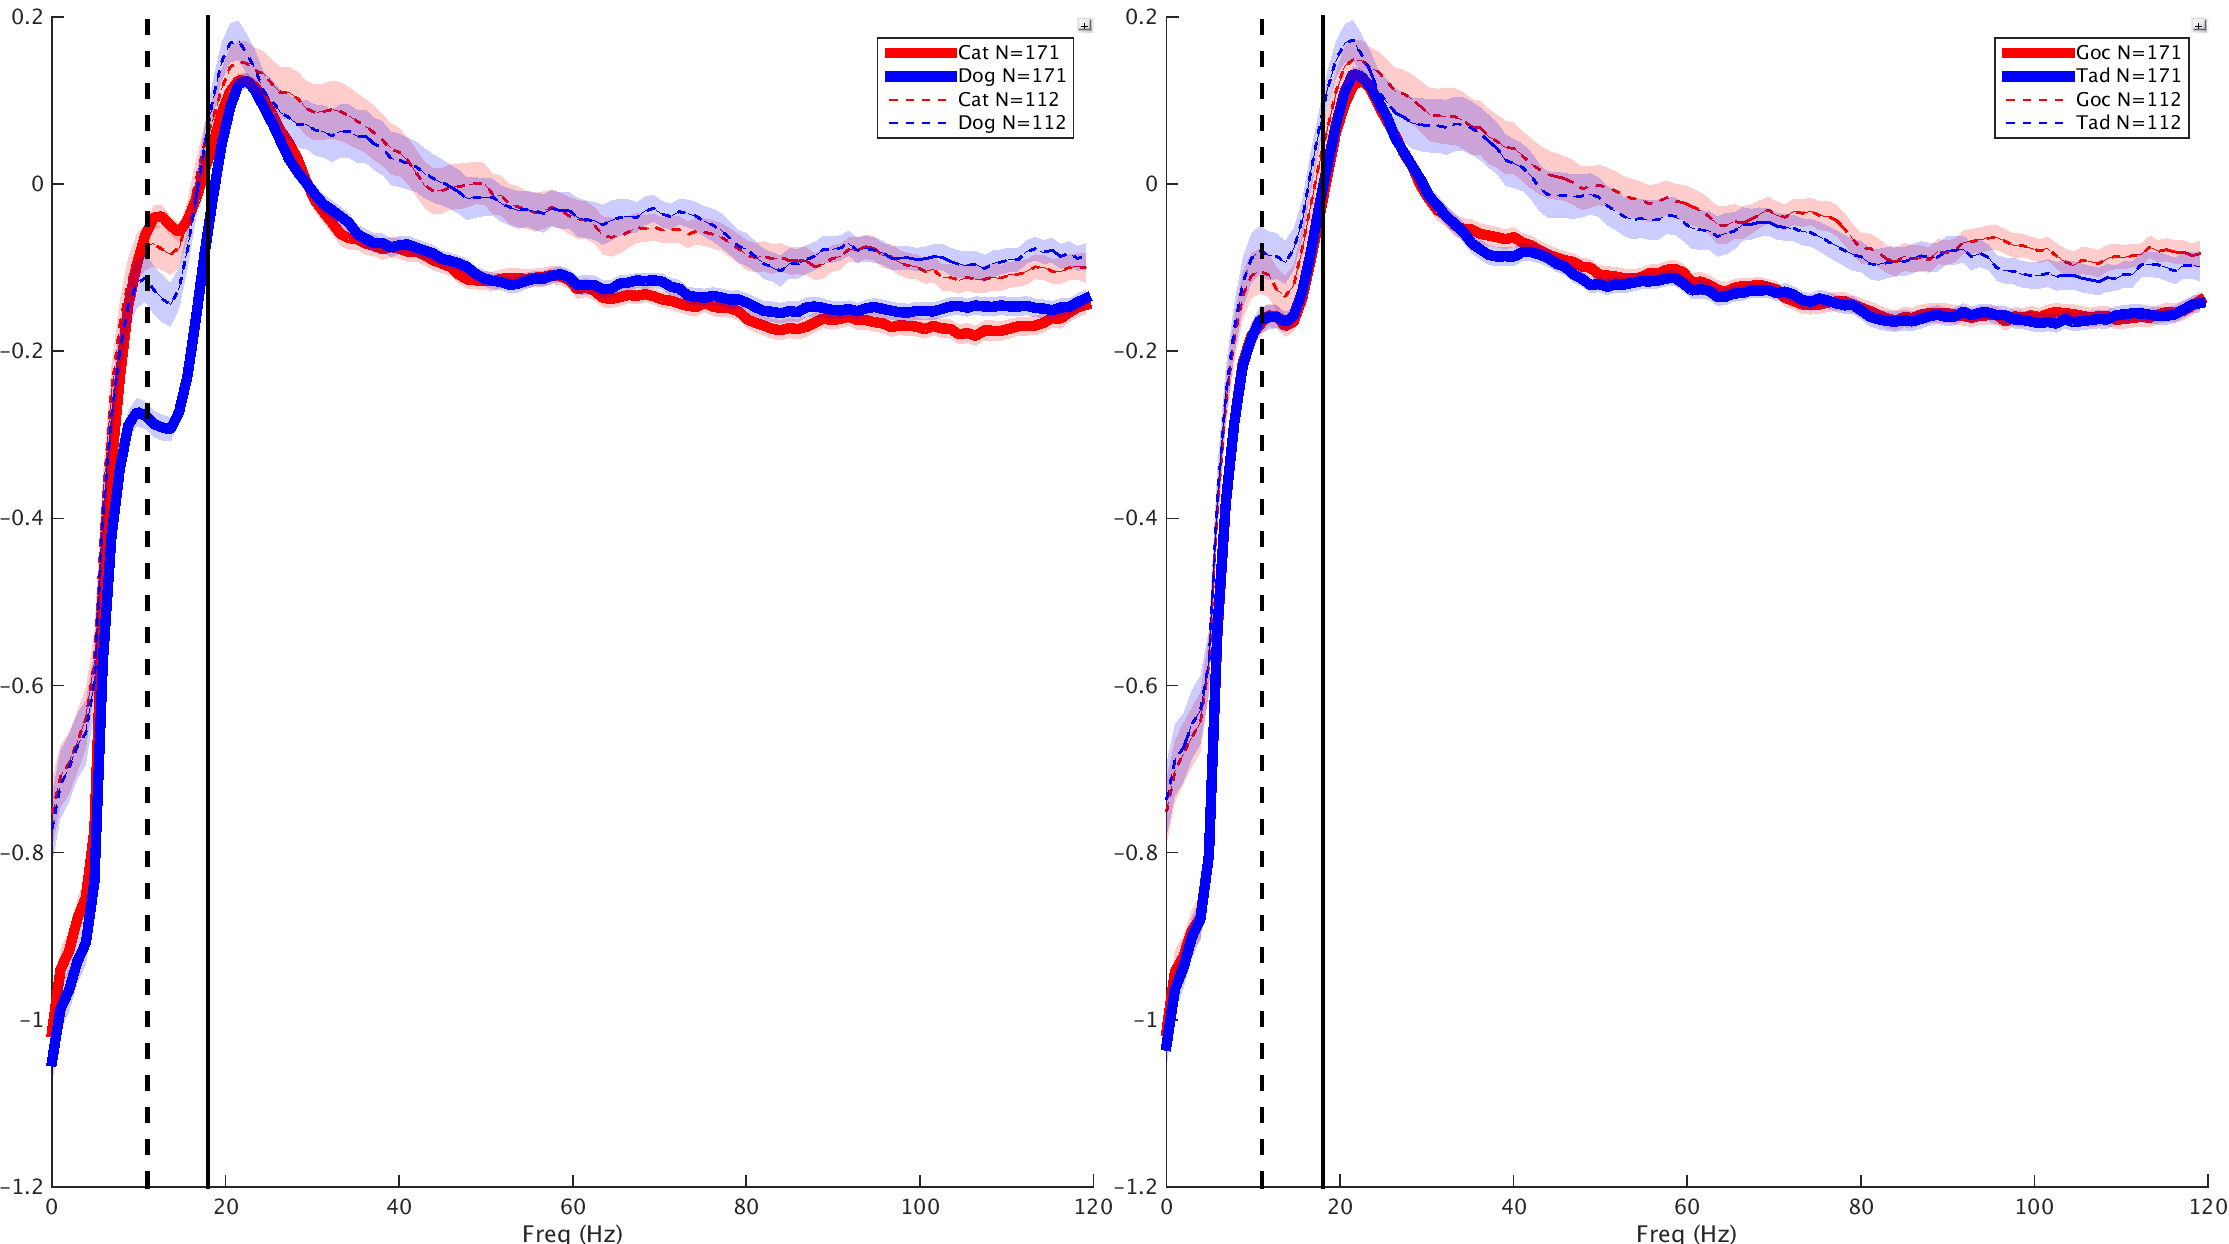 0.2
0
−0.2
−0.4
−0.6
−0.8
−1
−1.2
0 20 40 60 80 100 120
Freq (Hz)
Cat N=171
Dog N=171
Cat N=112
Dog N=112
0.2
0
−0.2
−0.4
−0.6
−0.8
−1
−1.2
0 20 40 60 80 100 120
Freq (Hz)
Goc N=171
Tad N=171
Goc N=112
Tad N=112